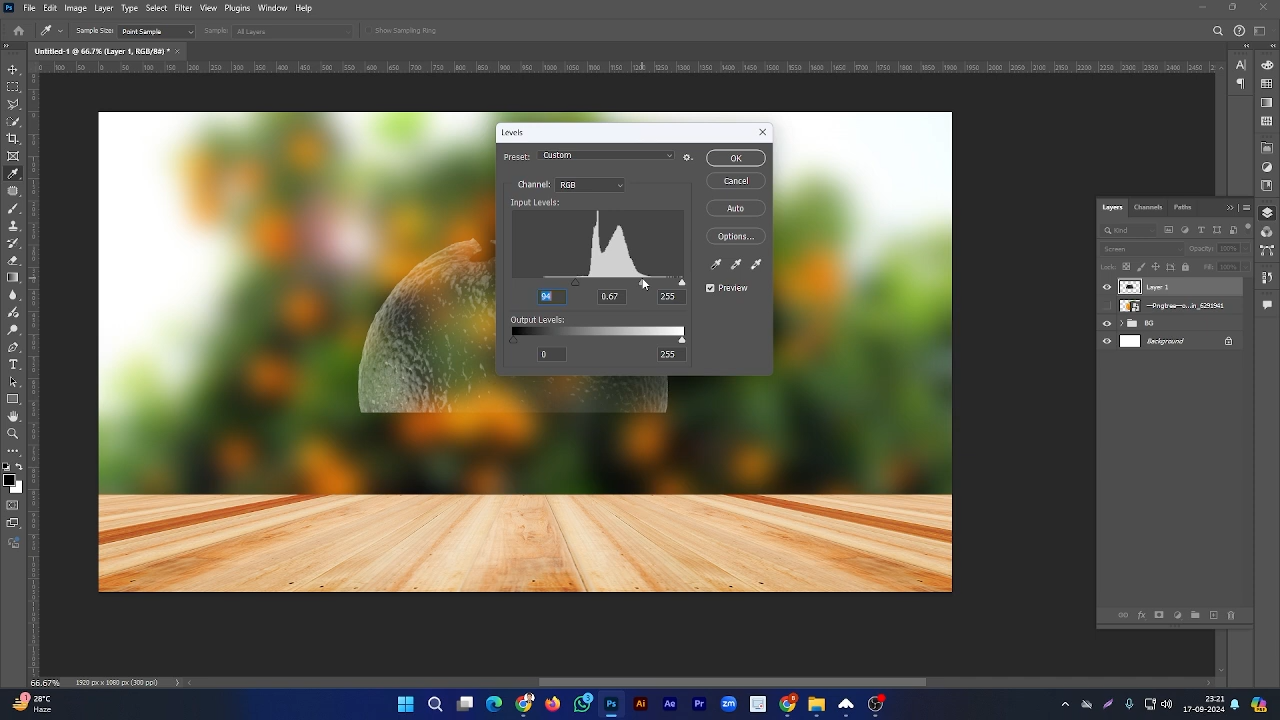 File Edit Image Layer Type Select Filter View Plugins Window Help
Sample Size: Point Sample Sample: All Layers Show Sampling Ring
Untitled-1 @ 66.7% (Layer 1, RGB/8#) *
Levels
Preset: Custom
OK
Channel: RGB
Cancel
Input Levels:
Auto
Options...
94 0.67 255
Preview
Output Levels:
0 255
Layers Channels Paths
Kind
Screen Opacity: 100%
Lock: Fill: 100%
Layer 1
BG
Background
66.67% 1920 px x 1080 px (300 ppi)
28°C
Haze
23:21
17-09-2024